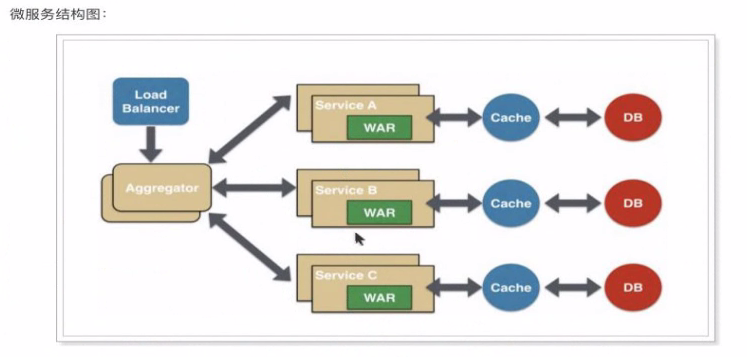 微服务结构图：
Load
Balancer
Aggregator
Service A
WAR
Cache
DB
Service B
WAR
Cache
DB
Service C
WAR
Cache
DB